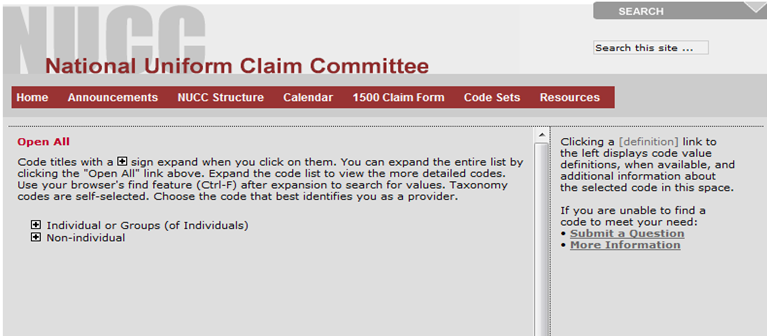 NUCC
National Uniform Claim Committee
SEARCH
Search this site ...
Home Announcements NUCC Structure Calendar 1500 Claim Form Code Sets Resources
Open All
Code titles with a + sign expand when you click on them. You can expand the entire list by
clicking the "Open All" link above. Expand the code list to view the more detailed codes.
Use your browser's find feature (Ctrl-F) after expansion to search for values. Taxonomy
codes are self-selected. Choose the code that best identifies you as a provider.
+ Individual or Groups (of Individuals)
+ Non-individual
Clicking a [definition] link to
the left displays code value
definitions, when available, and
additional information about
the selected code in this space.
If you are unable to find a
code to meet your need:
• Submit a Question
• More Information